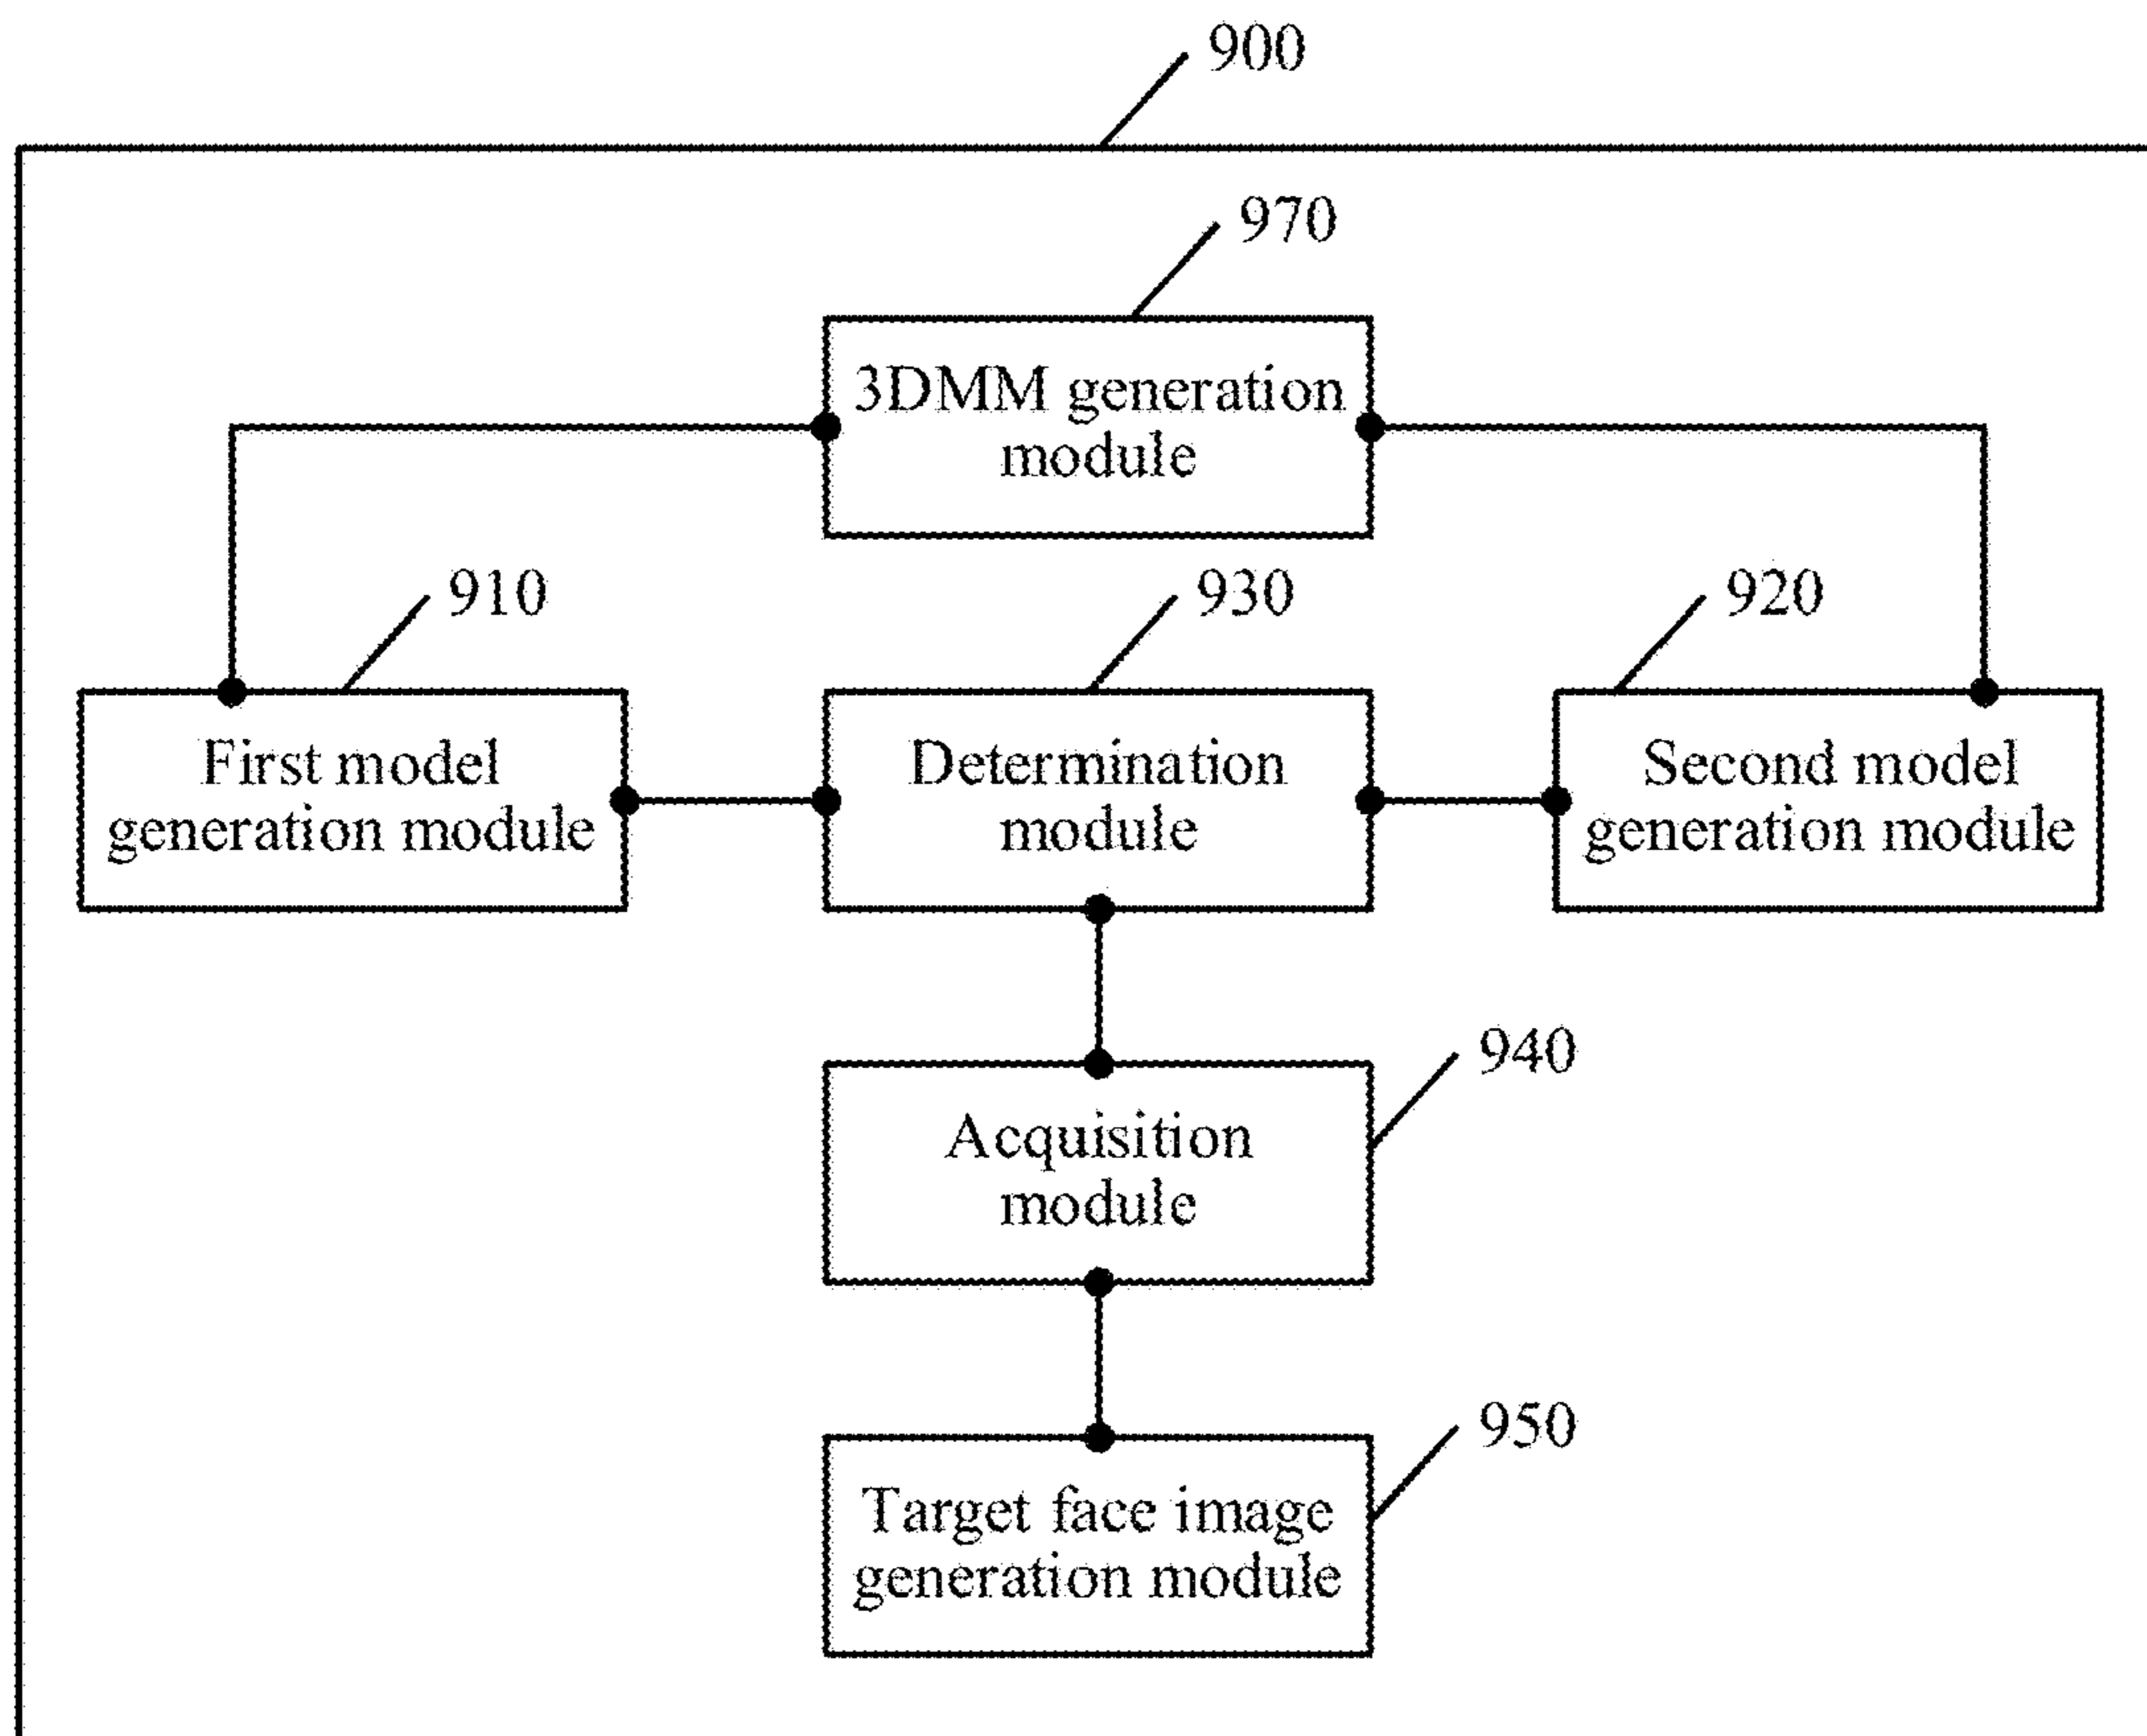 900
970
3DMM generation
module
910
930
920
First model
generation module
Determination
module
Second model
generation module
940
Acquisition
module
950
Target face image
generation module